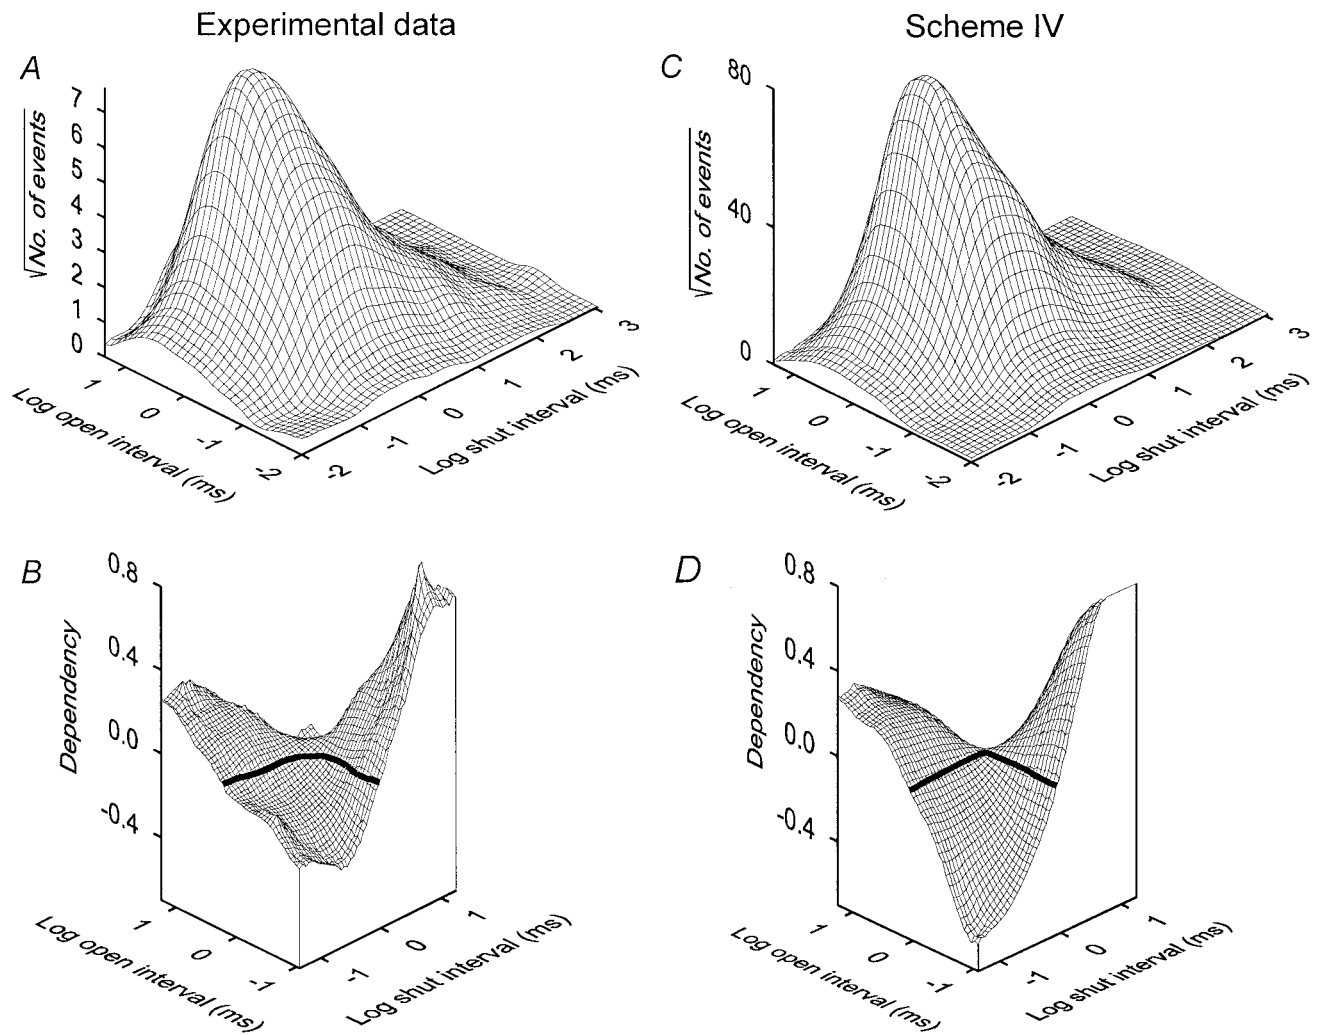 Experimental data
Scheme IV
A
7
6
5
4
3
2
1
0
√No. of events
1
0
-1
-2
Log open interval (ms)
-2
-1
0
1
2
3
Log shut interval (ms)
C
80
40
0
√No. of events
1
0
-1
-2
Log open interval (ms)
-2
-1
0
1
2
3
Log shut interval (ms)
B
0.8
0.4
0.0
-0.4
Dependency
1
0
-1
Log open interval (ms)
-1
0
1
Log shut interval (ms)
D
0.8
0.4
0.0
-0.4
Dependency
1
0
-1
Log open interval (ms)
-1
0
1
Log shut interval (ms)